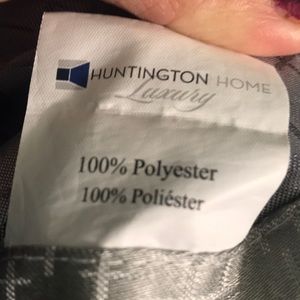 HUNTINGTON HOME
Luxury
100% Polyester
100% Poliéster